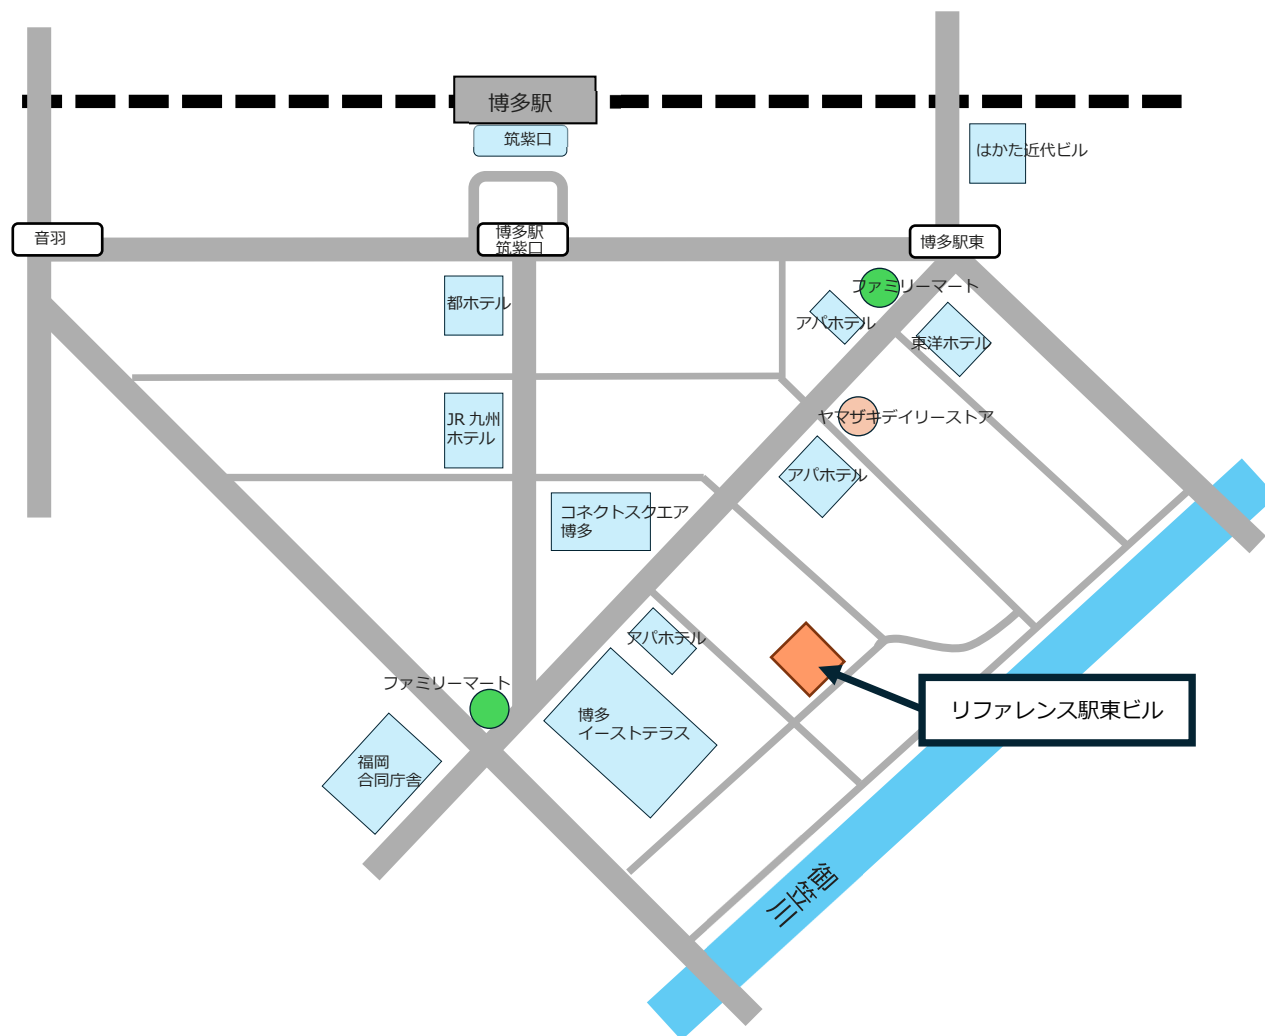 博多駅
筑紫口
はかた近代ビル
音羽
博多駅
筑紫口
博多駅東
ファミリーマート
都ホテル
アパホテル
東洋ホテル
JR 九州
ホテル
ヤマザキデイリーストア
アパホテル
コネクトスクエア
博多
アパホテル
ファミリーマート
リファレンス駅東ビル
博多
イーストテラス
福岡
合同庁舎
御笠川